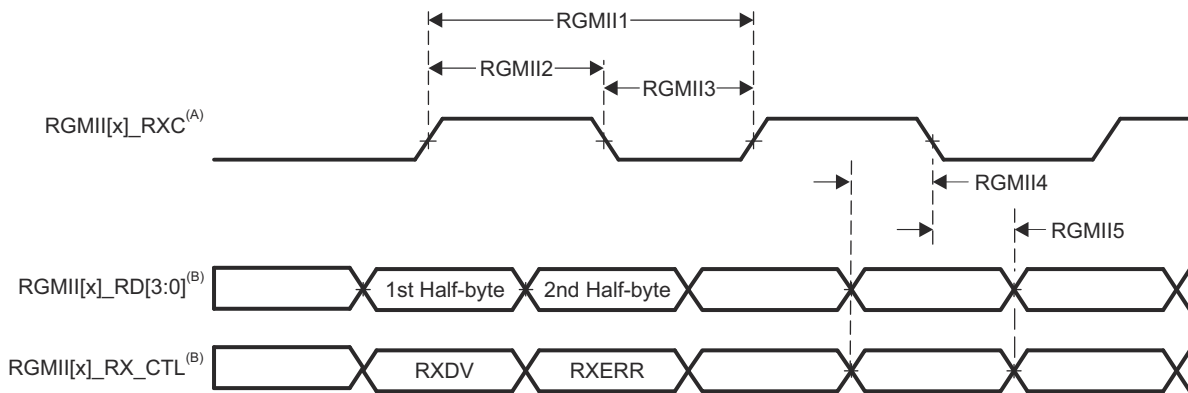 RGMII1
RGMII2
RGMII3
RGMII[x]_RXC(A)
RGMII4
RGMII5
RGMII[x]_RD[3:0](B)
1st Half-byte
2nd Half-byte
RGMII[x]_RX_CTL(B)
RXDV
RXERR